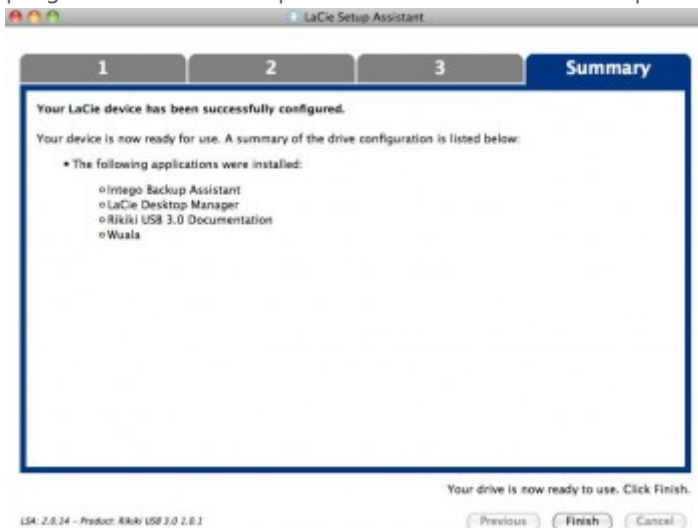 LaCie Setup Assistant
1 2 3 Summary
Your LaCie device has been successfully configured.
Your device is now ready for use. A summary of the drive configuration is listed below:
• The following applications were installed:
Intego Backup Assistant
LaCie Desktop Manager
Rikiki USB 3.0 Documentation
Wuala
Your drive is now ready to use. Click Finish.
LSA: 2.0.14 - Product: Rikiki USB 3.0 1.0.1 Previous Finish Cancel